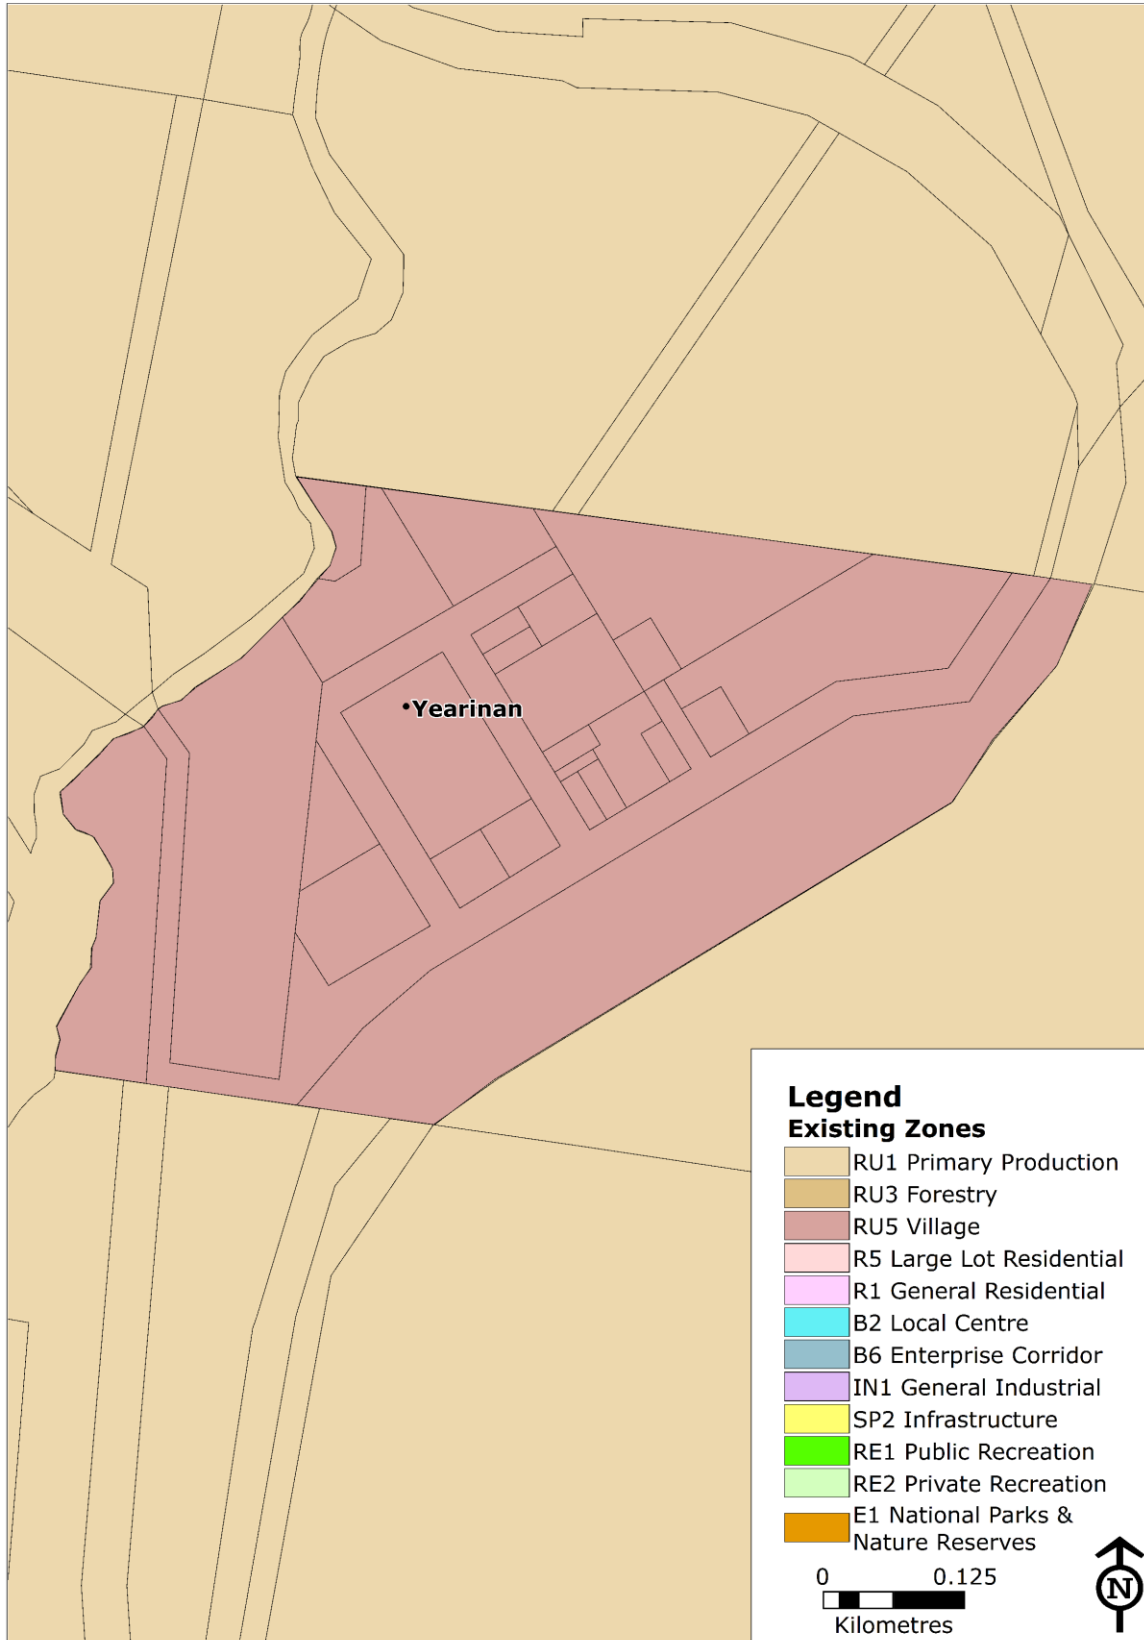 Yearinan
Legend
Existing Zones
RU1 Primary Production
RU3 Forestry
RU5 Village
R5 Large Lot Residential
R1 General Residential
B2 Local Centre
B6 Enterprise Corridor
IN1 General Industrial
SP2 Infrastructure
RE1 Public Recreation
RE2 Private Recreation
E1 National Parks &
Nature Reserves
0 0.125
Kilometres
N